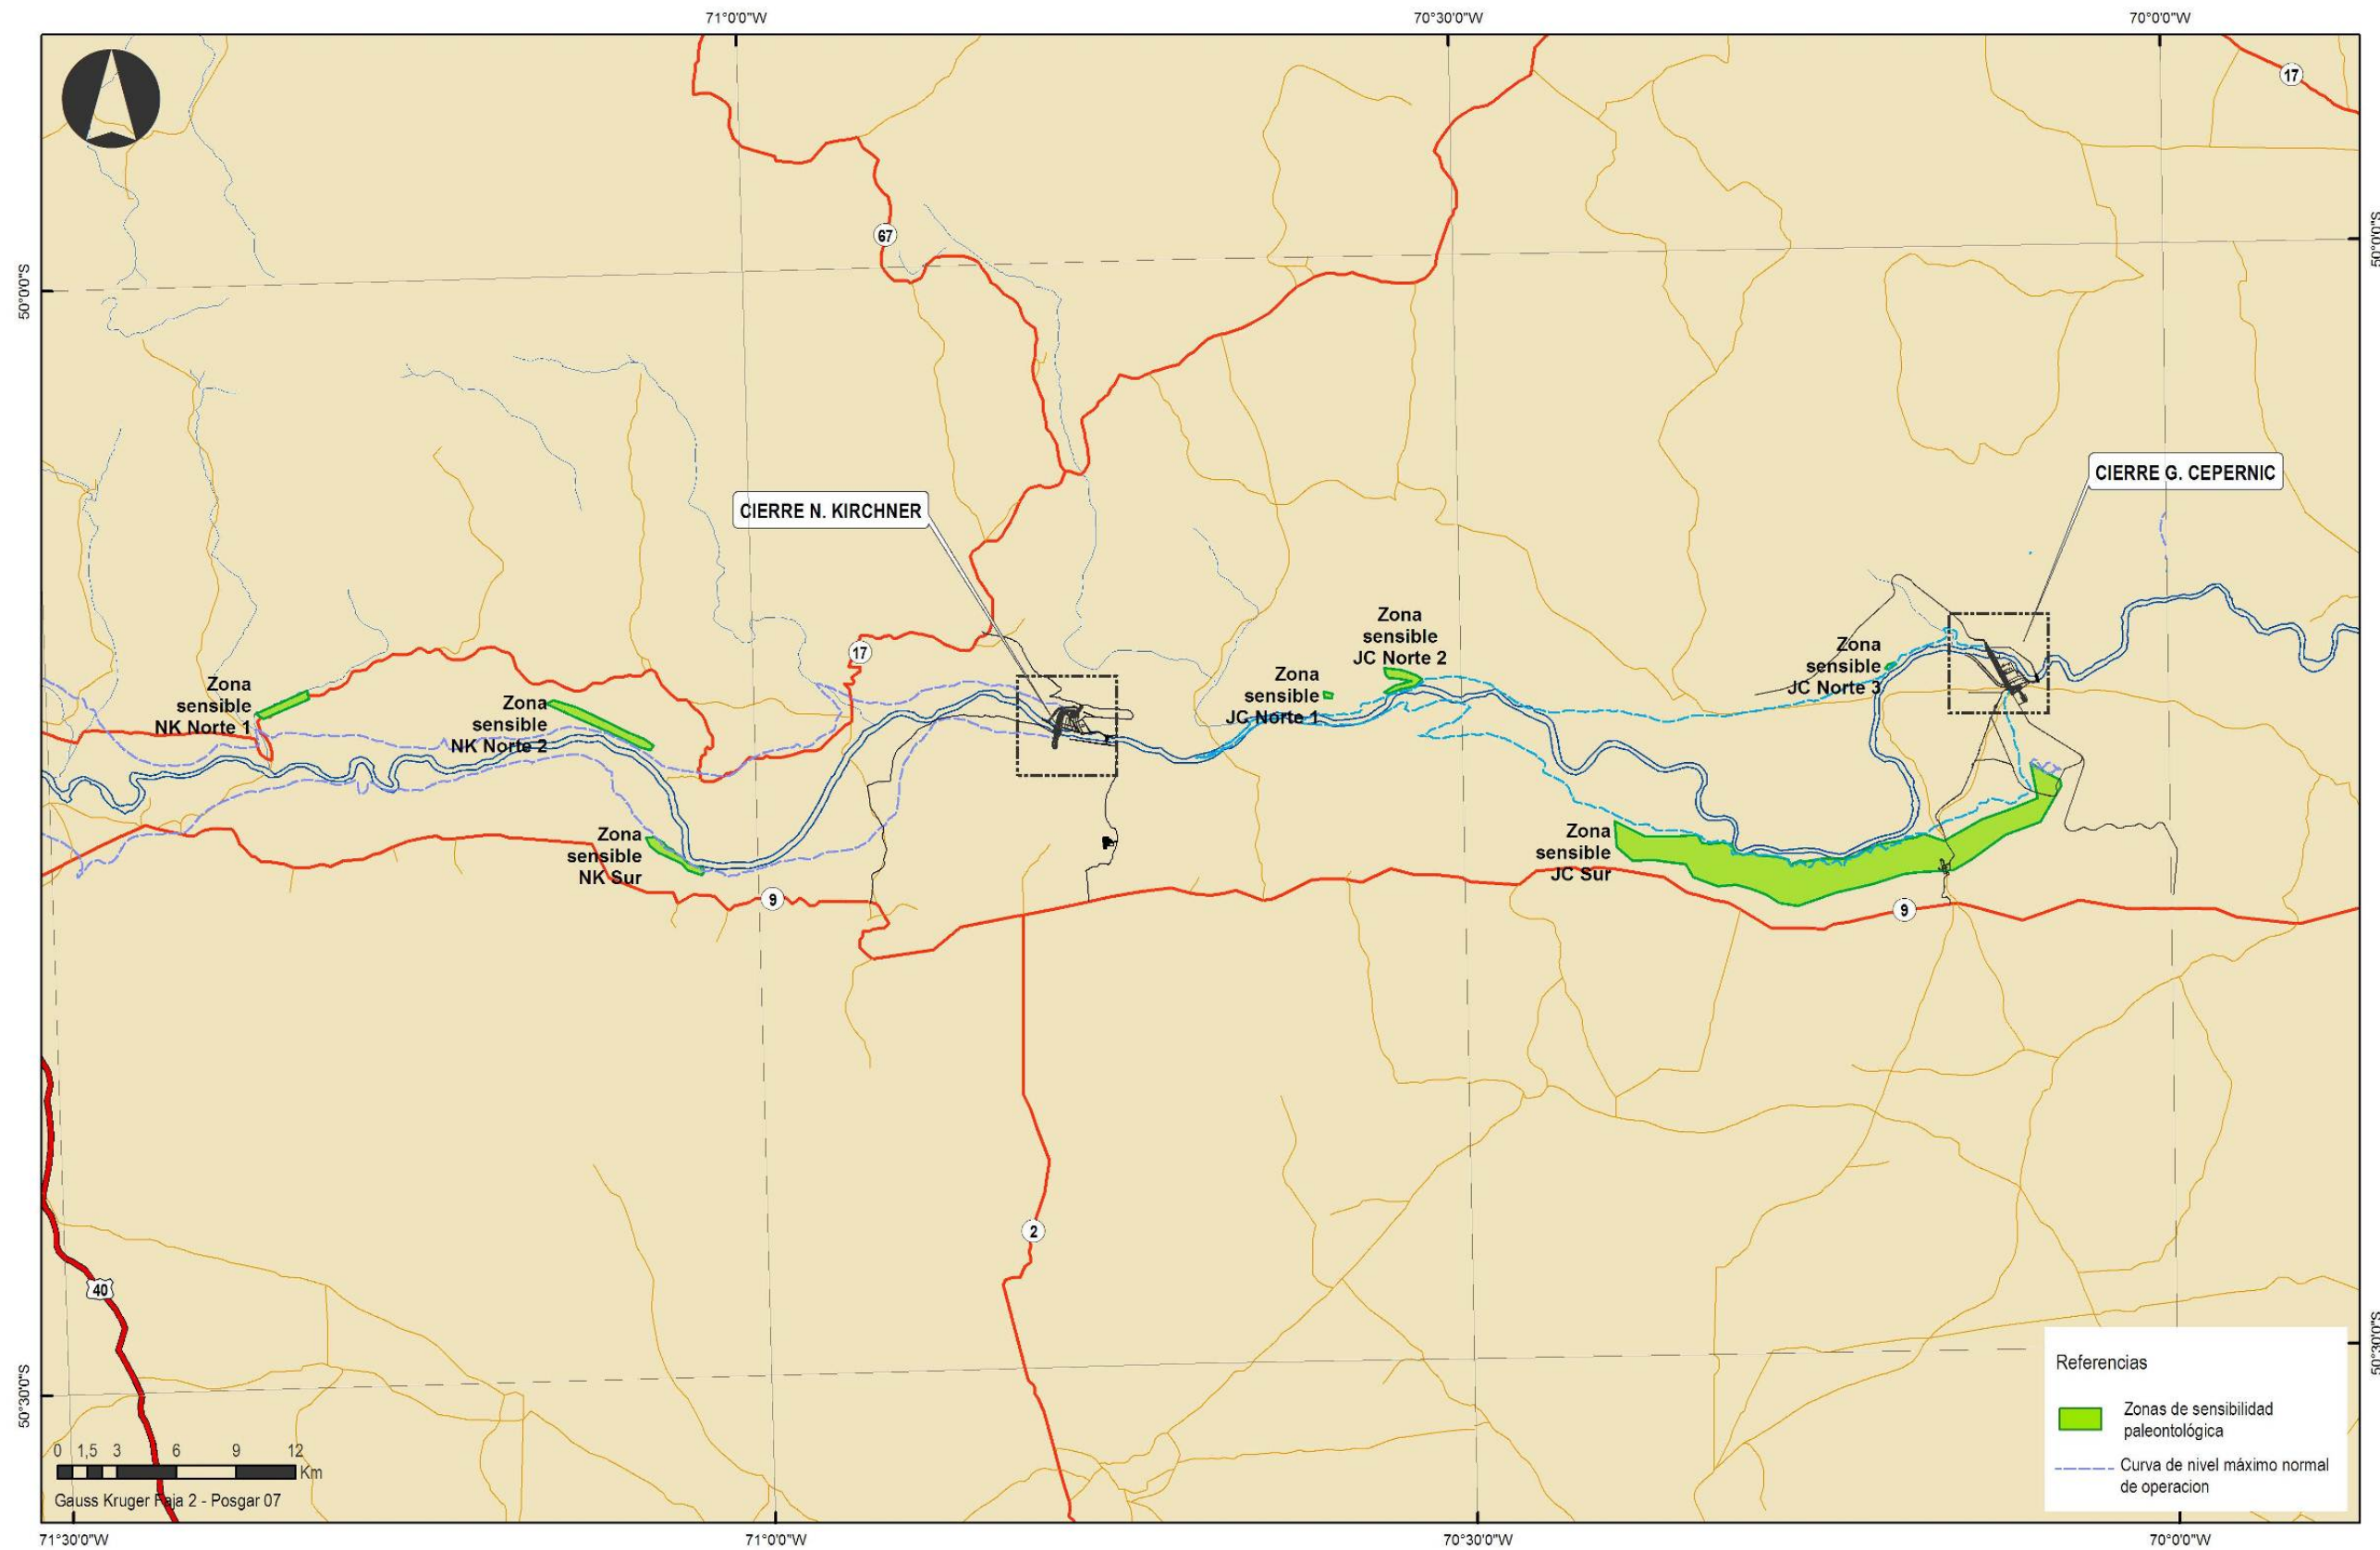 71°0'0"W
70°30'0"W
70°0'0"W
17
67
50°0'0"S
50°0'0"S
CIERRE G. CEPERNIC
CIERRE N. KIRCHNER
Zona
sensible
JC Norte 2
17
Zona
sensible
JC Norte 3
Zona
sensible
JC Norte 1
Zona
sensible
NK Norte 1
Zona
sensible
NK Norte 2
Zona
sensible
NK Sur
Zona
sensible
JC Sur
9
9
2
40
50°30'0"S
50°30'0"S
Referencias
Zonas de sensibilidad
paleontológica
Curva de nivel máximo normal
de operacion
0 1,5 3 6 9 12
Km
Gauss Kruger Faja 2 - Posgar 07
71°30'0"W
71°0'0"W
70°30'0"W
70°0'0"W